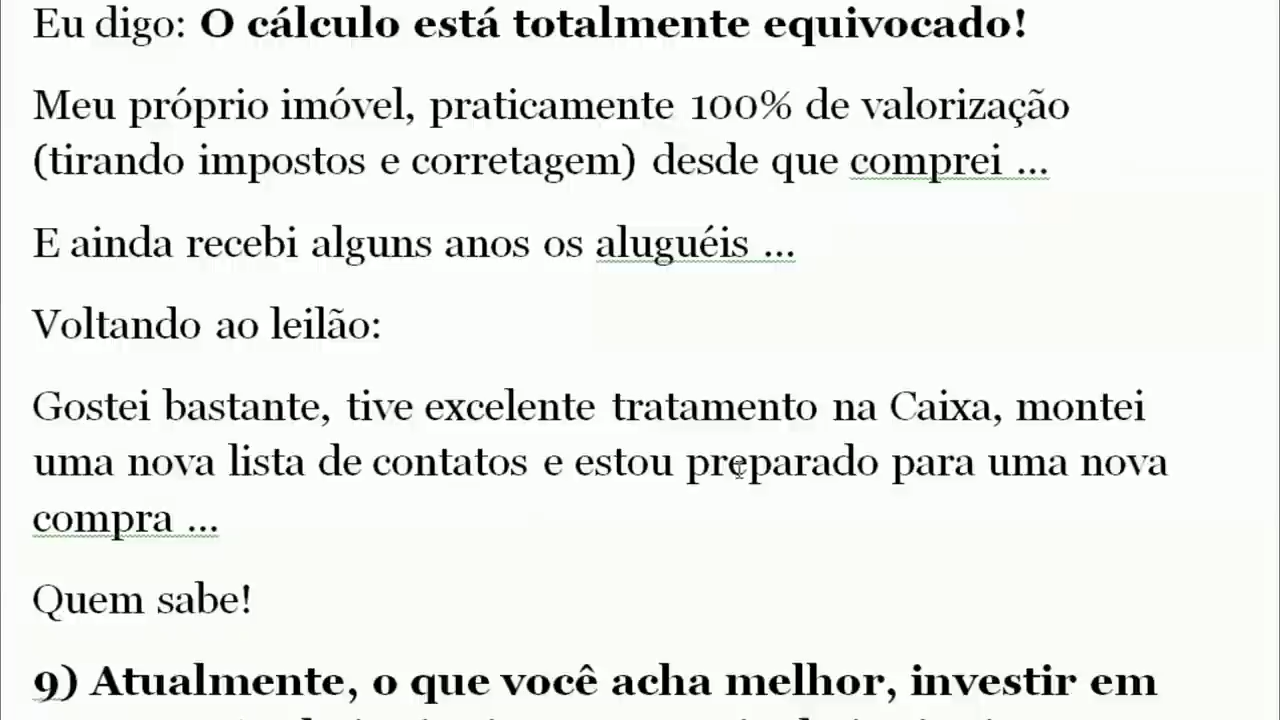 Eu digo: O cálculo está totalmente equivocado!
Meu próprio imóvel, praticamente 100% de valorização
(tirando impostos e corretagem) desde que comprei ...
E ainda recebi alguns anos os aluguéis ...
Voltando ao leilão:
Gostei bastante, tive excelente tratamento na Caixa, montei
uma nova lista de contatos e estou preparado para uma nova
compra ...
Quem sabe!
9) Atualmente, o que você acha melhor, investir em